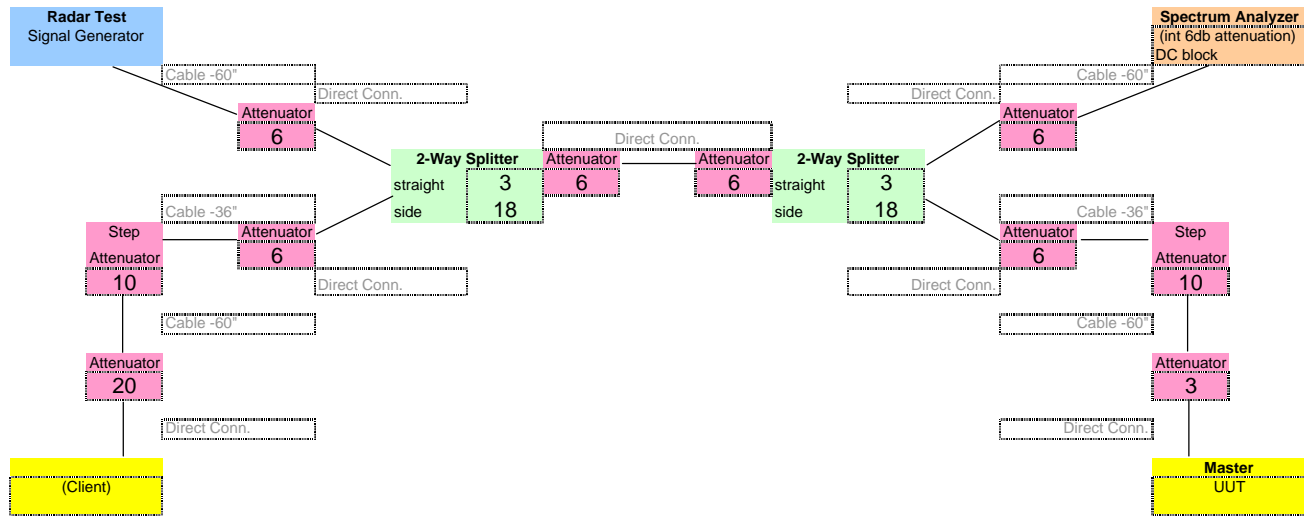 Radar Test
Signal Generator
Spectrum Analyzer
(int 6db attenuation)
DC block
Cable -60"
Cable -60"
Direct Conn.
Direct Conn.
Attenuator
6
Attenuator
6
Direct Conn.
2-Way Splitter
straight 3
side 18
Attenuator
6
Attenuator
6
2-Way Splitter
straight 3
side 18
Cable -36"
Cable -36"
Step
Attenuator
10
Attenuator
6
Attenuator
6
Step
Attenuator
10
Direct Conn.
Direct Conn.
Cable -60"
Cable -60"
Attenuator
20
Attenuator
3
Direct Conn.
Direct Conn.
(Client)
Master
UUT